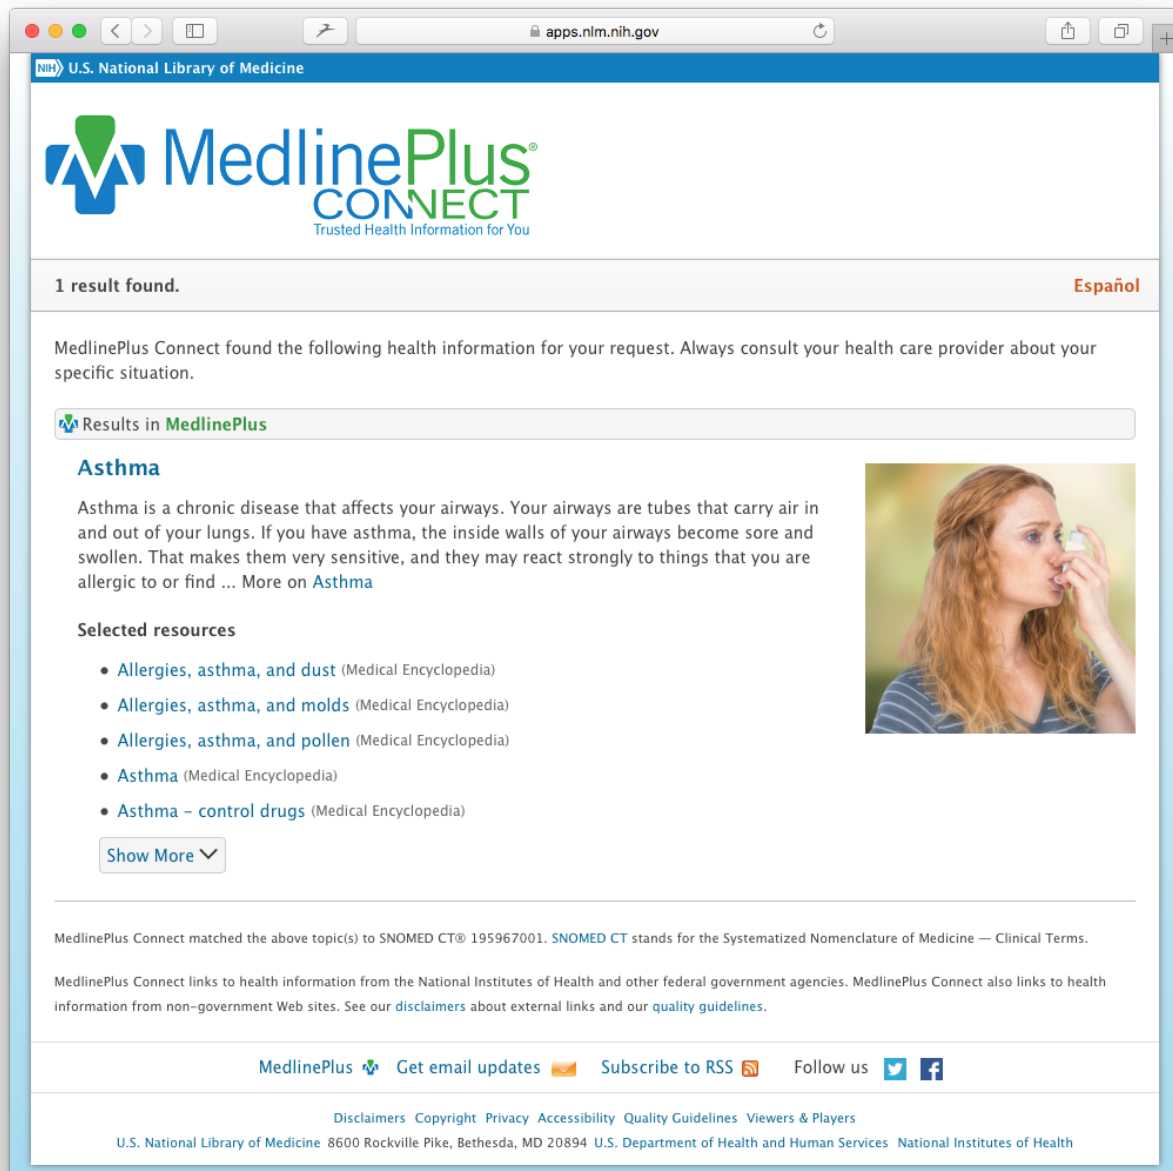 apps.nlm.nih.gov
NIH U.S. National Library of Medicine
MedlinePlus®
CONNECT
Trusted Health Information for You
1 result found.
Español
MedlinePlus Connect found the following health information for your request. Always consult your health care provider about your
specific situation.
Results in MedlinePlus
Asthma
Asthma is a chronic disease that affects your airways. Your airways are tubes that carry air in
and out of your lungs. If you have asthma, the inside walls of your airways become sore and
swollen. That makes them very sensitive, and they may react strongly to things that you are
allergic to or find ... More on Asthma
Selected resources
• Allergies, asthma, and dust (Medical Encyclopedia)
• Allergies, asthma, and molds (Medical Encyclopedia)
• Allergies, asthma, and pollen (Medical Encyclopedia)
• Asthma (Medical Encyclopedia)
• Asthma – control drugs (Medical Encyclopedia)
Show More
MedlinePlus Connect matched the above topic(s) to SNOMED CT® 195967001. SNOMED CT stands for the Systematized Nomenclature of Medicine — Clinical Terms.
MedlinePlus Connect links to health information from the National Institutes of Health and other federal government agencies. MedlinePlus Connect also links to health
information from non-government Web sites. See our disclaimers about external links and our quality guidelines.
MedlinePlus Get email updates Subscribe to RSS Follow us
Disclaimers Copyright Privacy Accessibility Quality Guidelines Viewers & Players
U.S. National Library of Medicine 8600 Rockville Pike, Bethesda, MD 20894 U.S. Department of Health and Human Services National Institutes of Health